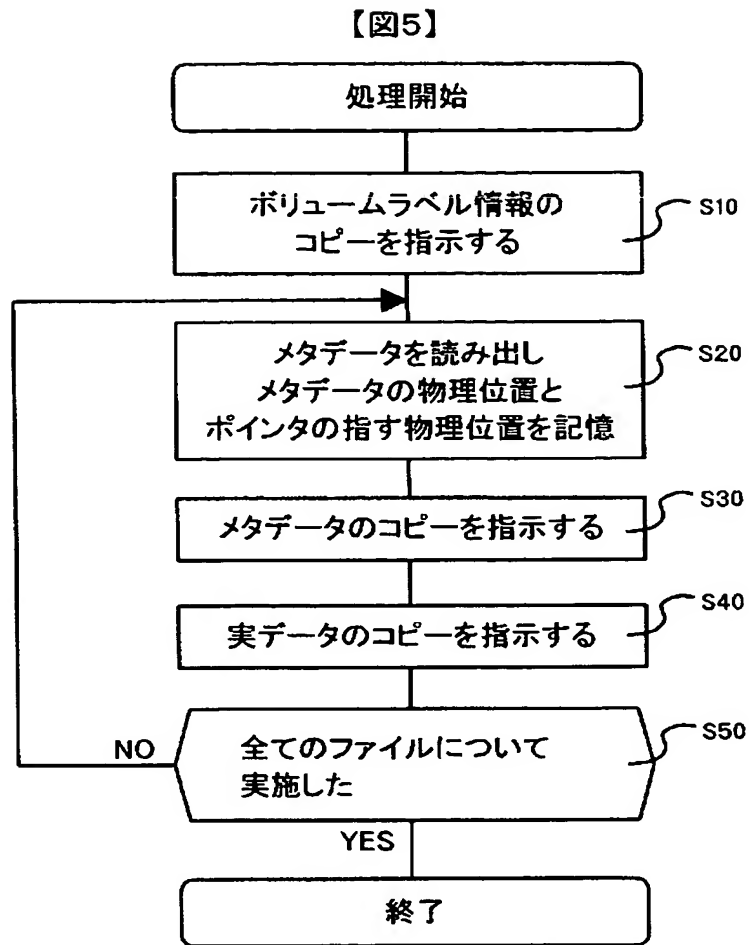 【図5】
処理開始
ボリュームラベル情報の
コピーを指示する
S10
メタデータを読み出し
メタデータの物理位置と
ポインタの指す物理位置を記憶
S20
メタデータのコピーを指示する
S30
実データのコピーを指示する
S40
全てのファイルについて
実施した
S50
NO
YES
終了